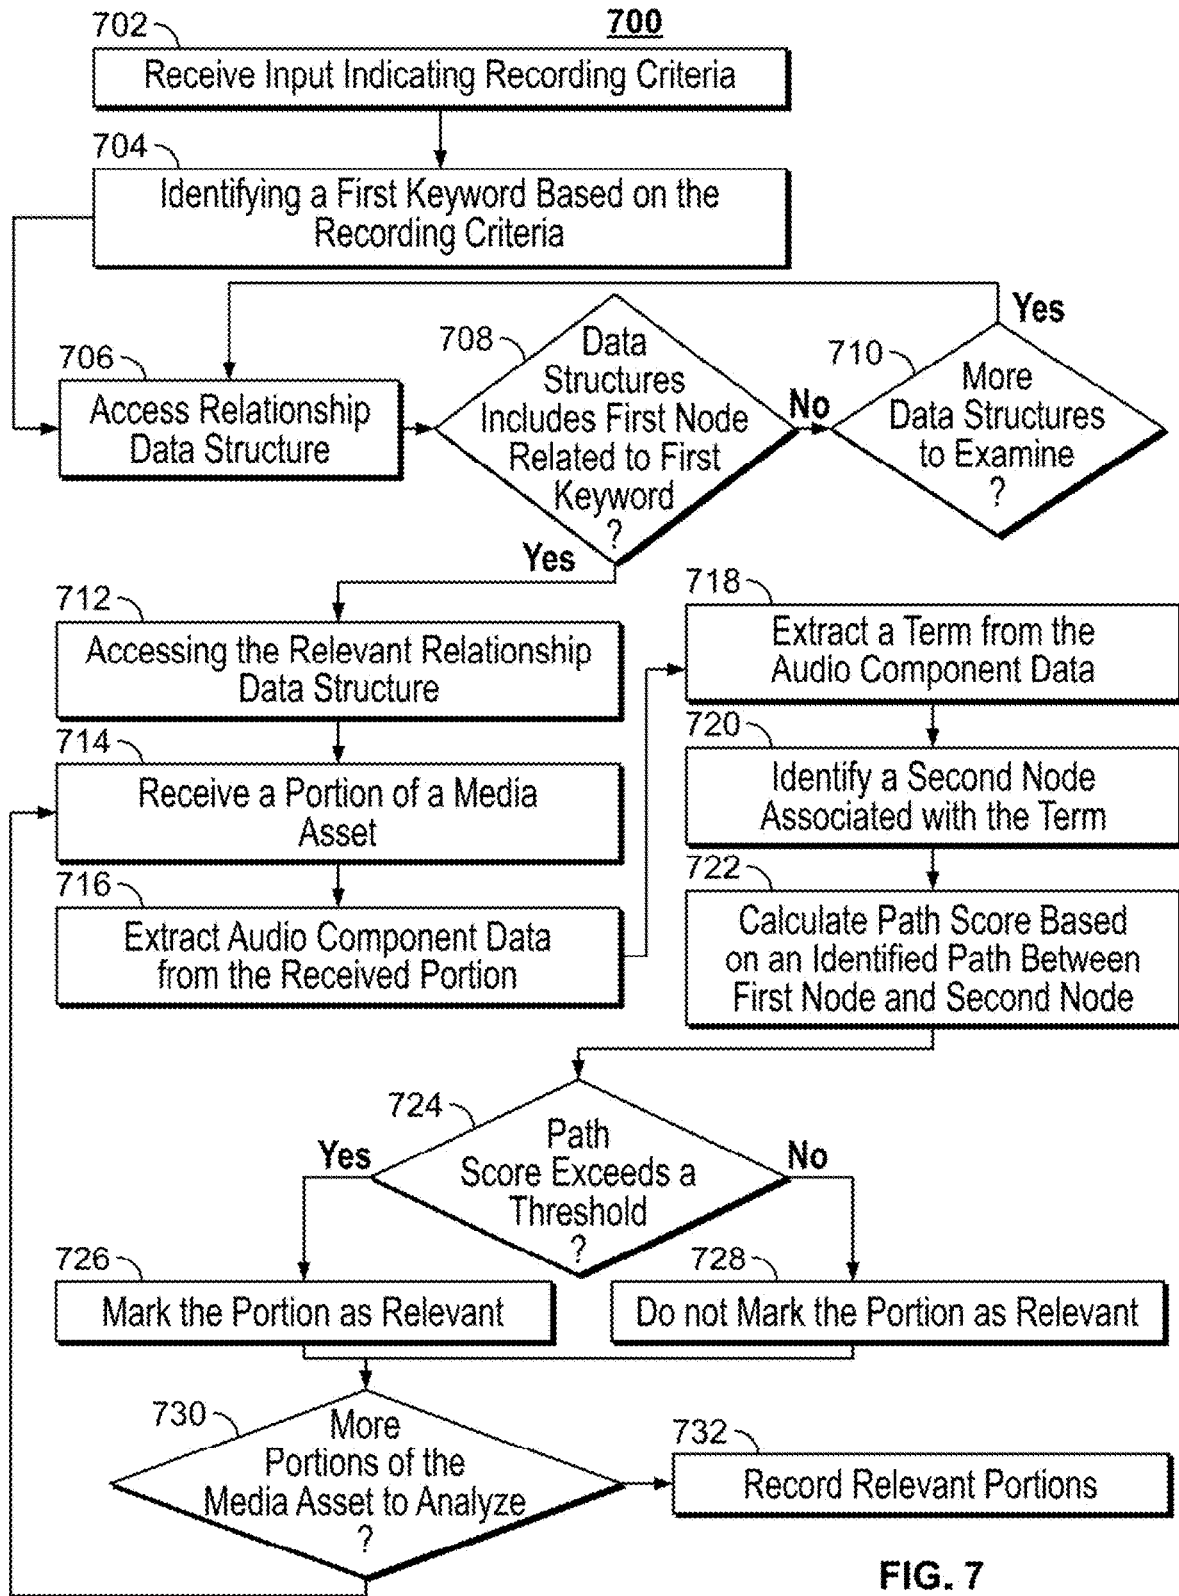 700
702
Receive Input Indicating Recording Criteria
704
Identifying a First Keyword Based on the
Recording Criteria
706
Access Relationship
Data Structure
708
Data
Structures
Includes First Node
Related to First
Keyword
?
No
710
More
Data Structures
to Examine
?
Yes
Yes
712
Accessing the Relevant Relationship
Data Structure
714
Receive a Portion of a Media
Asset
716
Extract Audio Component Data
from the Received Portion
718
Extract a Term from the
Audio Component Data
720
Identify a Second Node
Associated with the Term
722
Calculate Path Score Based
on an Identified Path Between
First Node and Second Node
724
Path
Score Exceeds a
Threshold
?
Yes
No
726
Mark the Portion as Relevant
728
Do not Mark the Portion as Relevant
730
More
Portions of the
Media Asset to Analyze
?
732
Record Relevant Portions
FIG. 7